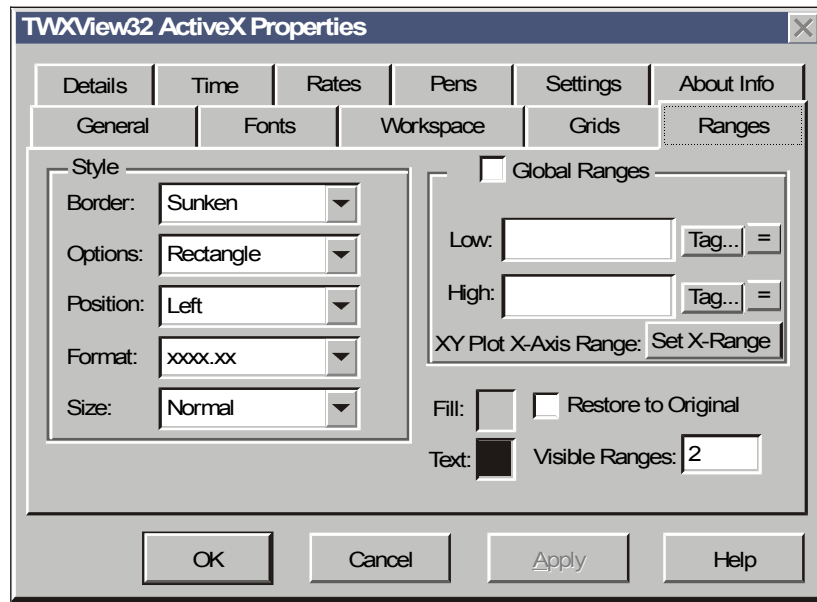 TWXView32 ActiveX Properties
Details Time Rates Pens Settings About Info
General Fonts Workspace Grids Ranges
Style
Border: Sunken
Options: Rectangle
Position: Left
Format: xxxx.xx
Size: Normal
Global Ranges
Low: Tag... =
High: Tag... =
XY Plot X-Axis Range: Set X-Range
Fill: Restore to Original
Text: Visible Ranges: 2
OK Cancel Apply Help